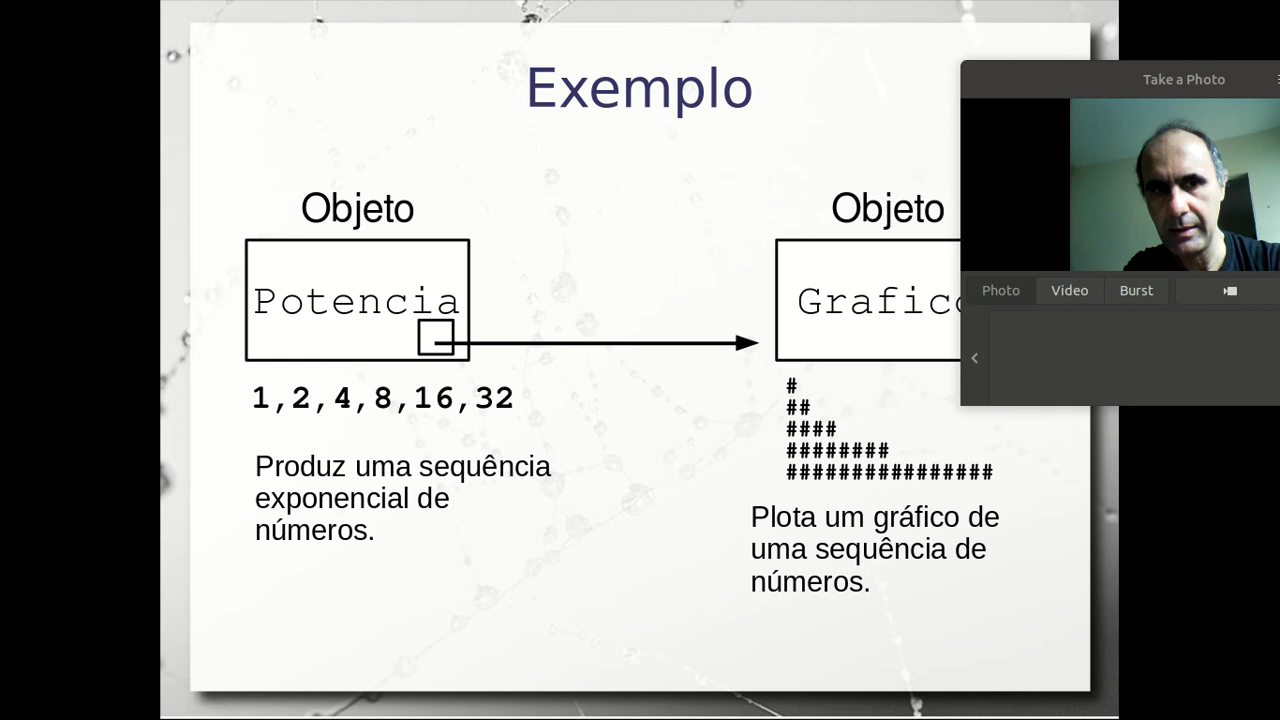 Exemplo
Take a Photo
Objeto
Potencia
1,2,4,8,16,32
Produz uma sequência
exponencial de
números.
Objeto
Grafico
#
##
####
########
################
Plota um gráfico de
uma sequência de
números.
Photo Video Burst